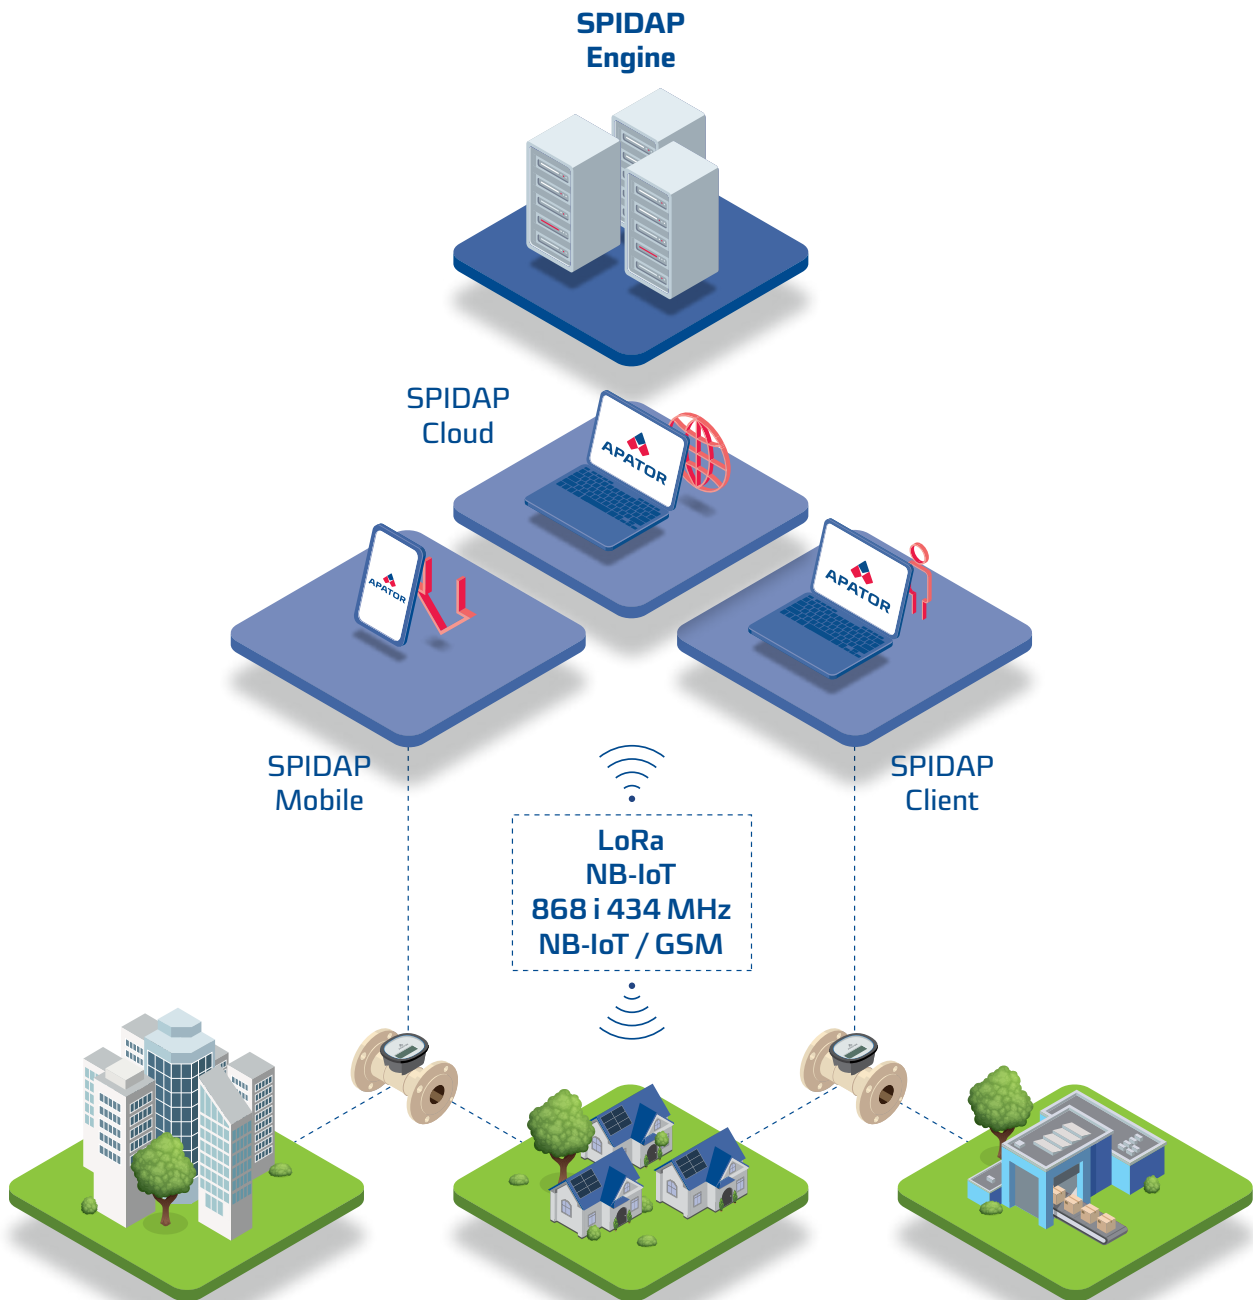 SPIDAP
Engine
SPIDAP
Cloud
APATOR
APATOR
APATOR
SPIDAP
Mobile
SPIDAP
Client
LoRa
NB-IoT
868 i 434 MHz
NB-IoT / GSM